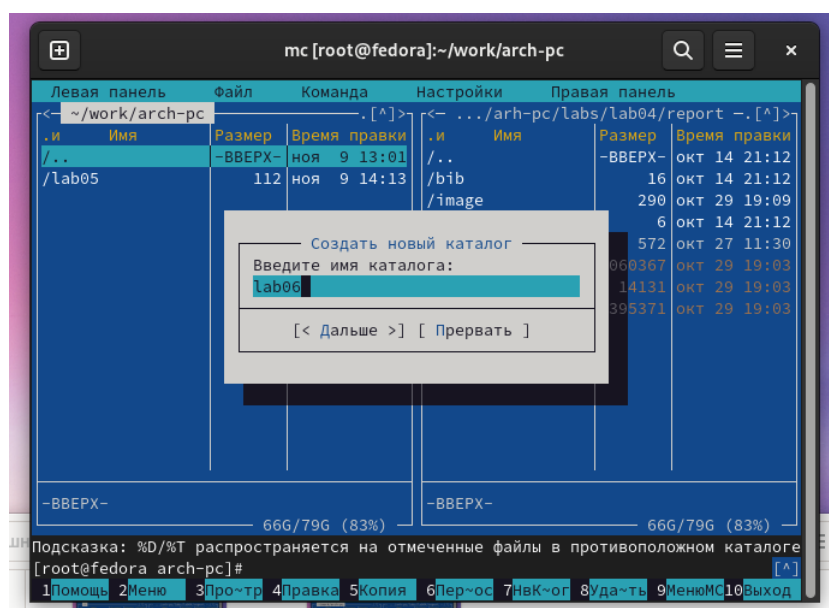 mc [root@fedora]:~/work/arch-pc
Левая панель Файл Команда Настройки Правая панель
<- ~/work/arch-pc .[^]> <- .../arh-pc/labs/lab04/report -.[^]>
.и Имя Размер Время правки .и Имя Размер Время правки
/.. -ВВЕРХ- ноя 9 13:01 /.. -ВВЕРХ- окт 14 21:12
/lab05 112 ноя 9 14:13 /bib 16 окт 14 21:12
/image 290 окт 29 19:09
6 окт 14 21:12
Создать новый каталог 572 окт 27 11:30
Введите имя каталога: 060367 окт 29 19:03
lab06 14131 окт 29 19:03
395371 окт 29 19:03
[< Дальше >] [ Прервать ]
-ВВЕРХ- -ВВЕРХ-
66G/79G (83%) 66G/79G (83%)
Подсказка: %D/%T распространяется на отмеченные файлы в противоположном каталоге
[root@fedora arch-pc]# [^]
1Помощь 2Меню 3Про~тр 4Правка 5Копия 6Пер~ос 7НвК~ог 8Уда~ть 9МенюMC 10Выход